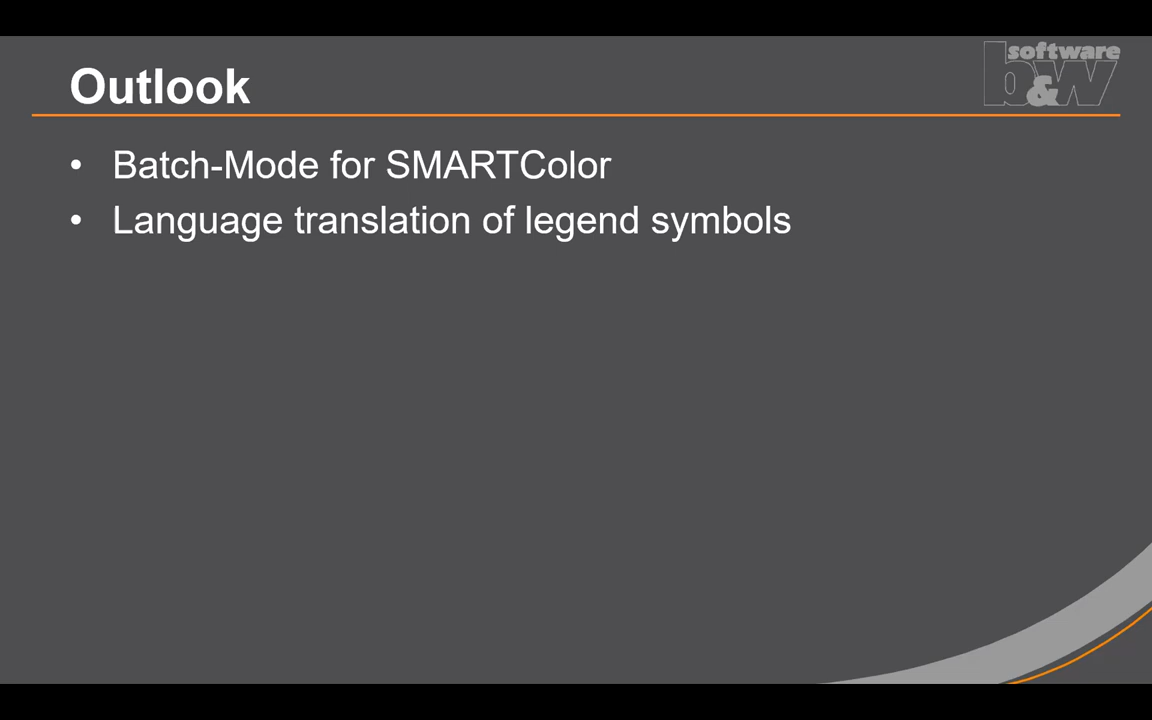 software
b&w
Outlook
• Batch-Mode for SMARTColor
• Language translation of legend symbols